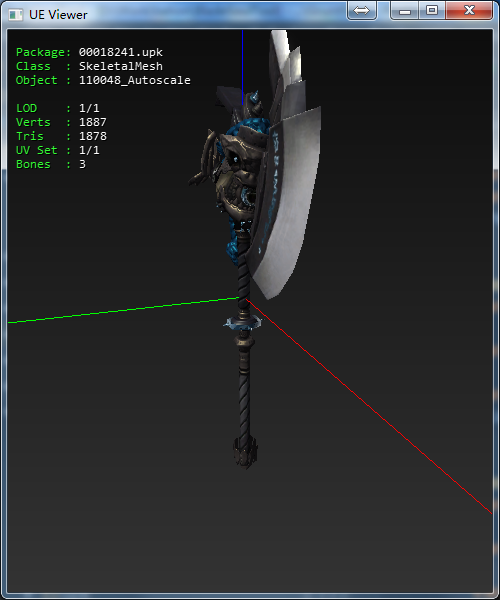 UE Viewer
Package: 00018241.upk
Class : SkeletalMesh
Object : 110048_Autoscale
LOD : 1/1
Verts : 1887
Tris : 1878
UV Set : 1/1
Bones : 3